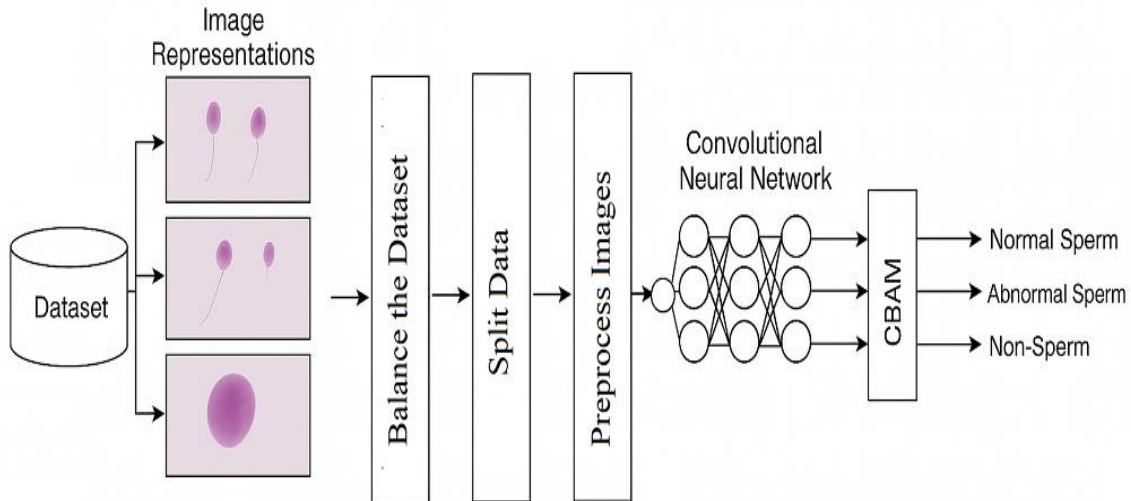 Image
Representations
Dataset
Balance the Dataset
Split Data
Preprocess Images
Convolutional
Neural Network
CBAM
Normal Sperm
Abnormal Sperm
Non-Sperm